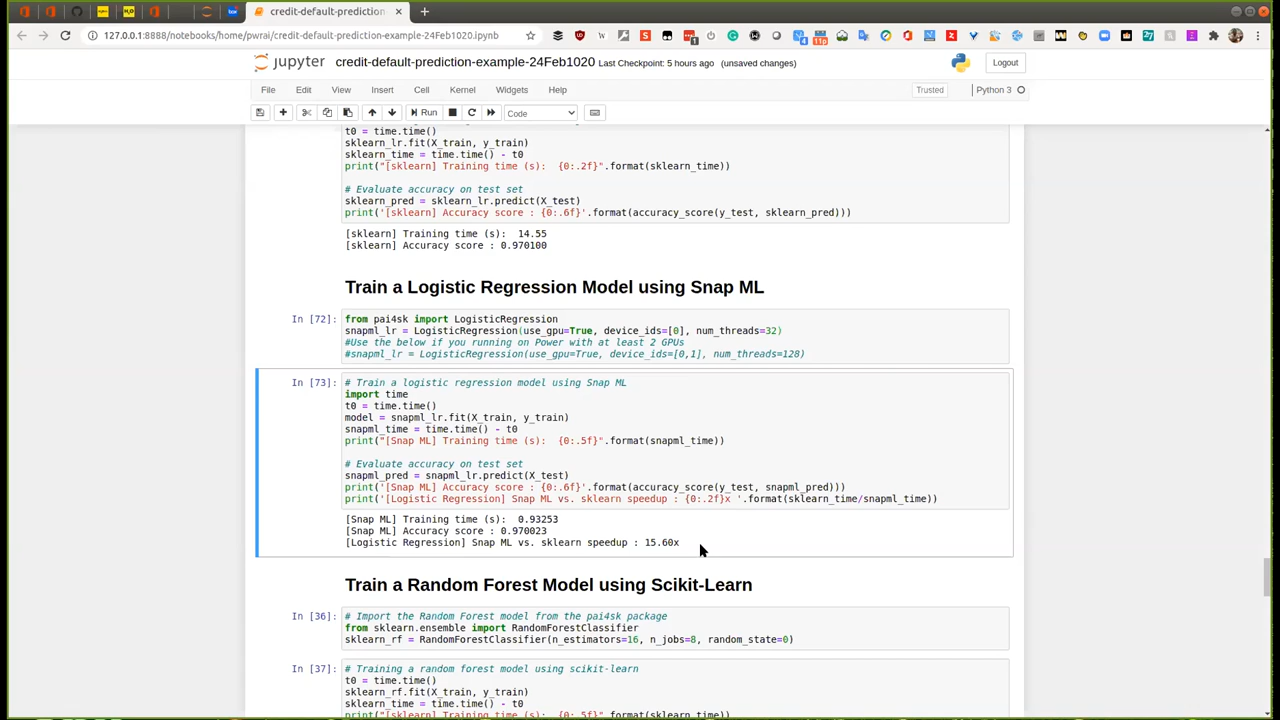 credit-default-prediction
127.0.0.1:8888/notebooks/home/pwrai/credit-default-prediction-example-24Feb1020.ipynb
jupyter credit-default-prediction-example-24Feb1020 Last Checkpoint: 5 hours ago (unsaved changes)
Logout
File Edit View Insert Cell Kernel Widgets Help
Trusted
Python 3
Run
Code
t0 = time.time()
sklearn_lr.fit(X_train, y_train)
sklearn_time = time.time() - t0
print("[sklearn] Training time (s):  {0:.2f}".format(sklearn_time))
# Evaluate accuracy on test set
sklearn_pred = sklearn_lr.predict(X_test)
print('[sklearn] Accuracy score : {0:.6f}'.format(accuracy_score(y_test, sklearn_pred)))
[sklearn] Training time (s):  14.55
[sklearn] Accuracy score : 0.970100
Train a Logistic Regression Model using Snap ML
In [72]: from pai4sk import LogisticRegression
snapml_lr = LogisticRegression(use_gpu=True, device_ids=[0], num_threads=32)
#Use the below if you running on Power with at least 2 GPUs
#snapml_lr = LogisticRegression(use_gpu=True, device_ids=[0,1], num_threads=128)
In [73]: # Train a logistic regression model using Snap ML
import time
t0 = time.time()
model = snapml_lr.fit(X_train, y_train)
snapml_time = time.time() - t0
print("[Snap ML] Training time (s):  {0:.5f}".format(snapml_time))
# Evaluate accuracy on test set
snapml_pred = snapml_lr.predict(X_test)
print('[Snap ML] Accuracy score : {0:.6f}'.format(accuracy_score(y_test, snapml_pred)))
print('[Logistic Regression] Snap ML vs. sklearn speedup : {0:.2f}x '.format(sklearn_time/snapml_time))
[Snap ML] Training time (s):  0.93253
[Snap ML] Accuracy score : 0.970023
[Logistic Regression] Snap ML vs. sklearn speedup : 15.60x
Train a Random Forest Model using Scikit-Learn
In [36]: # Import the Random Forest model from the pai4sk package
from sklearn.ensemble import RandomForestClassifier
sklearn_rf = RandomForestClassifier(n_estimators=16, n_jobs=8, random_state=0)
In [37]: # Training a random forest model using scikit-learn
t0 = time.time()
sklearn_rf.fit(X_train, y_train)
sklearn_time = time.time() - t0
print("[sklearn] Training time (s):  {0:.5f}".format(sklearn_time))